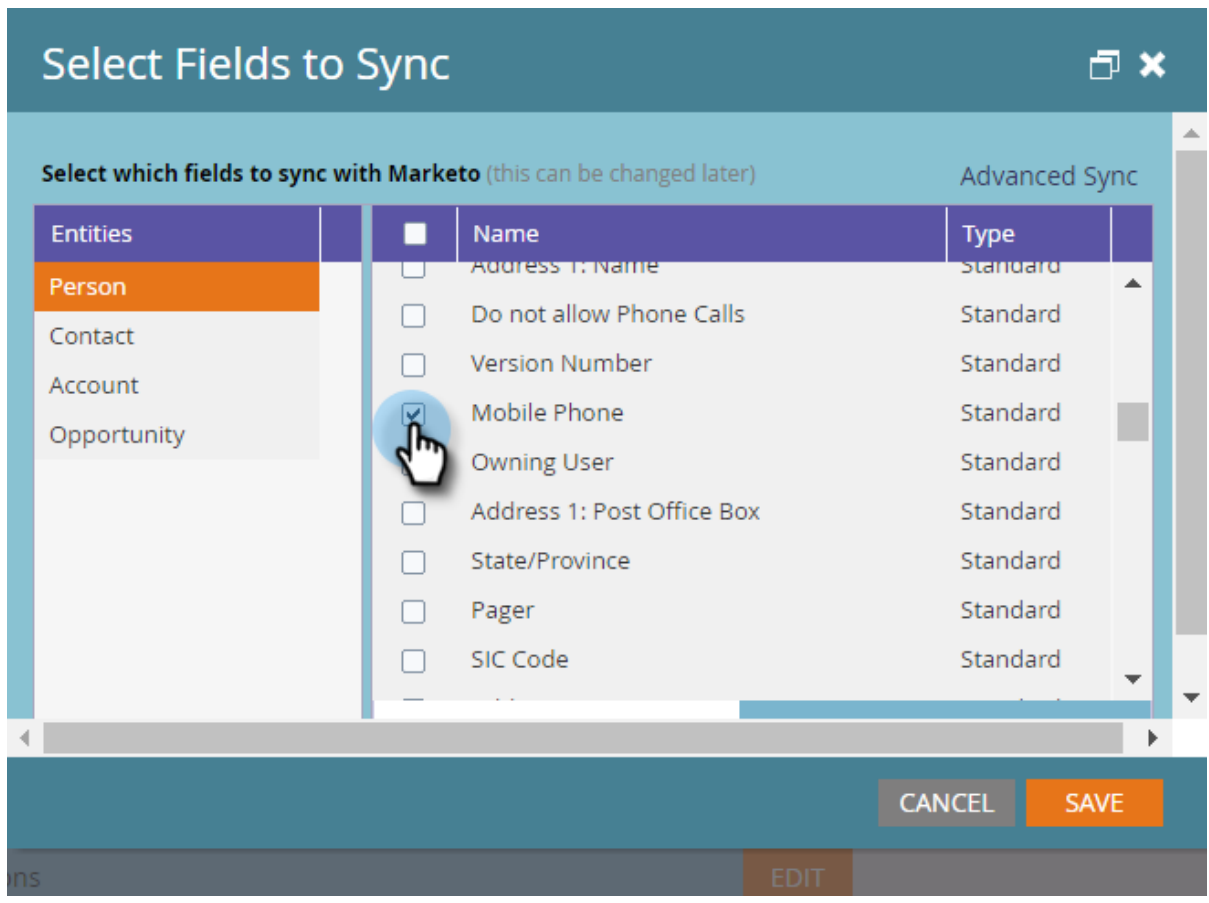 Select Fields to Sync
Select which fields to sync with Marketo (this can be changed later) Advanced Sync
Entities Name Type
Address 1: Name Standard
Person
Do not allow Phone Calls Standard
Contact
Version Number Standard
Account
Mobile Phone Standard
Opportunity
Owning User Standard
Address 1: Post Office Box Standard
State/Province Standard
Pager Standard
SIC Code Standard
CANCEL SAVE
EDIT